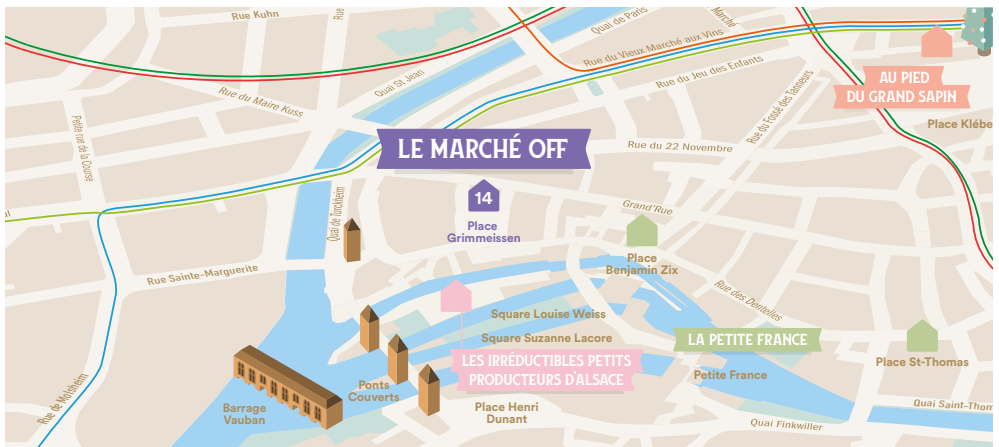 Rue Kuhn
Rue
Quai de Paris
Marché
Rue du Vieux Marché aux Vins
Quai St Jean
Rue du Jeu des Enfants
Rue du Maire Kuss
Rue du Fossé des Tanneurs
AU PIED
DU GRAND SAPIN
Place Klébe
Petite rue de la Course
LE MARCHÉ OFF
Rue du 22 Novembre
14
Place
Grimmeissen
Quai de Turckheim
Grand'Rue
Place
Benjamin Zix
Rue Sainte-Marguerite
Rue des Dentelles
Square Louise Weiss
Square Suzanne Lacore
LA PETITE FRANCE
LES IRRÉDUCTIBLES PETITS
PRODUCTEURS D'ALSACE
Place St-Thomas
Petite France
Ponts
Couverts
Barrage
Vauban
Rue de Molsheim
Place Henri
Dunant
Quai Saint-Thom
Quai Finkwiller